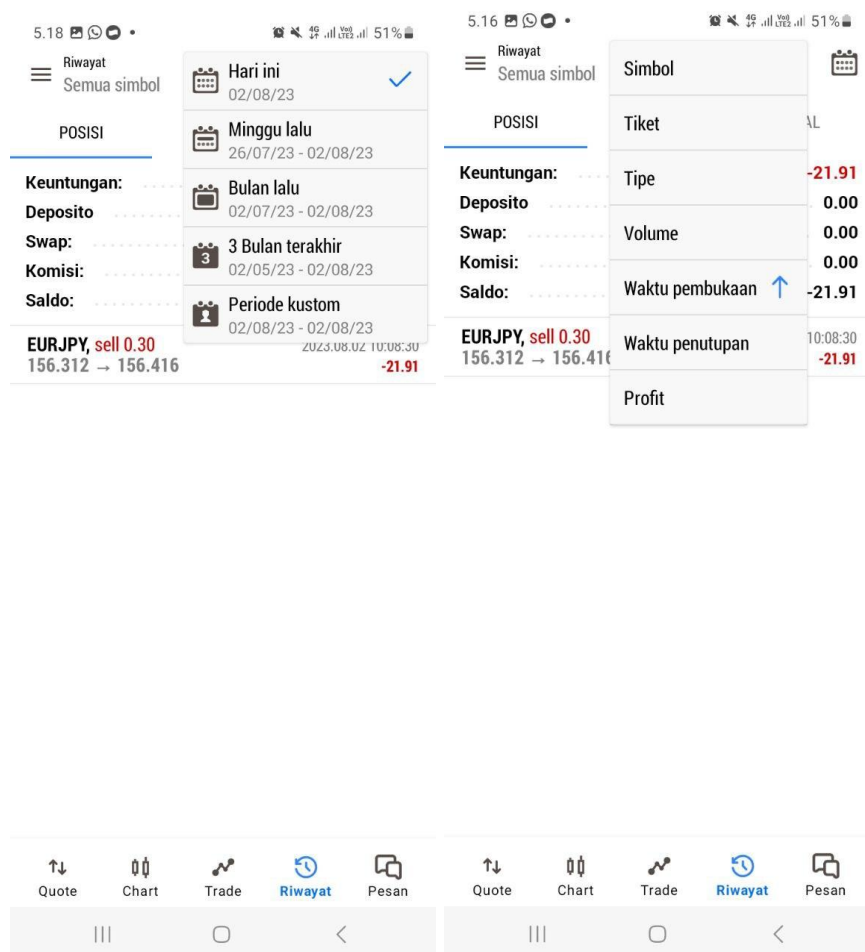 5.18
51%
Riwayat
Semua simbol
Hari ini
02/08/23
Minggu lalu
26/07/23 - 02/08/23
Bulan lalu
02/07/23 - 02/08/23
3 Bulan terakhir
02/05/23 - 02/08/23
Periode kustom
02/08/23 - 02/08/23
POSISI
Keuntungan:
Deposito
Swap:
Komisi:
Saldo:
EURJPY, sell 0.30 2023.08.02 10:08:30
156.312 → 156.416 -21.91
Quote Chart Trade Riwayat Pesan
5.16
51%
Riwayat
Semua simbol
Simbol
Tiket
Tipe
Volume
Waktu pembukaan ↑
Waktu penutupan
Profit
POSISI AL
Keuntungan: -21.91
Deposito 0.00
Swap: 0.00
Komisi: 0.00
Saldo: -21.91
EURJPY, sell 0.30 10:08:30
156.312 → 156.416 -21.91
Quote Chart Trade Riwayat Pesan